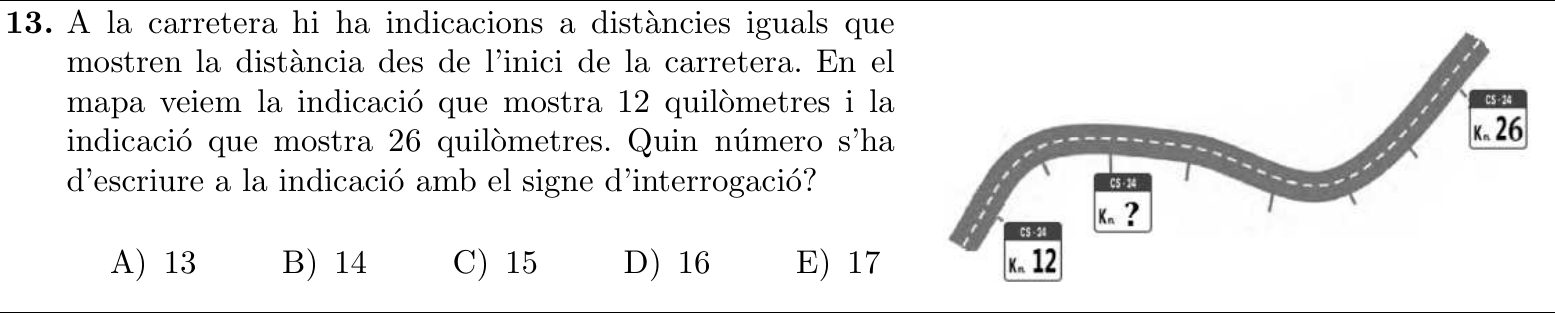 13. A la carretera hi ha indicacions a distàncies iguals que
mostren la distància des de l'inici de la carretera. En el
mapa veiem la indicació que mostra 12 quilòmetres i la
indicació que mostra 26 quilòmetres. Quin número s'ha
d'escriure a la indicació amb el signe d'interrogació?
A) 13 B) 14 C) 15 D) 16 E) 17
CS-34
Km. 26
CS-34
Km. ?
CS-34
Km. 12